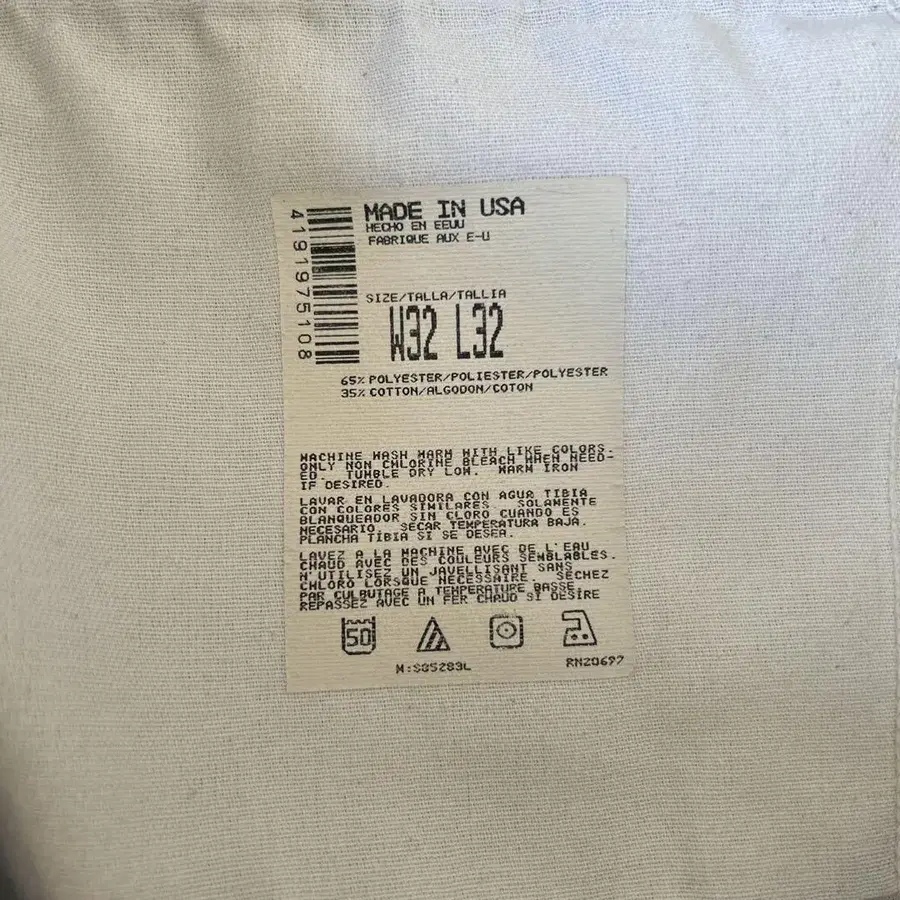 4191975108
MADE IN USA
HECHO EN EEUU
FABRIQUE AUX E-U
SIZE/TALLA/TALLIA
W32 L32
65% POLYESTER/POLIESTER/POLYESTER
35% COTTON/ALGODON/COTON
MACHINE WASH WARM WITH LIKE COLORS.
ONLY NON CHLORINE BLEACH WHEN NEED-
ED. TUMBLE DRY LOW. WARM IRON
IF DESIRED.
LAVAR EN LAVADORA CON AGUA TIBIA
CON COLORES SIMILARES. SOLAMENTE
BLANQUEADOR SIN CLORO CUANDO ES
NECESARIO. SECAR TEMPERATURA BAJA.
PLANCHA TIBIA SI SE DESEA.
LAVEZ A LA MACHINE AVEC DE L'EAU
CHAUD AVEC DES COULEURS SEMBLABLES.
N'UTILISEZ UN JAVELLISANT SANS
CHLORO LORSQUE NECESSAIRE. SECHEZ
PAR CULBUTAGE A TEMPERATURE BASSE.
REPASSEZ AVEC UN FER CHAUD SI DESIRE
50
M:S85283L RN20697